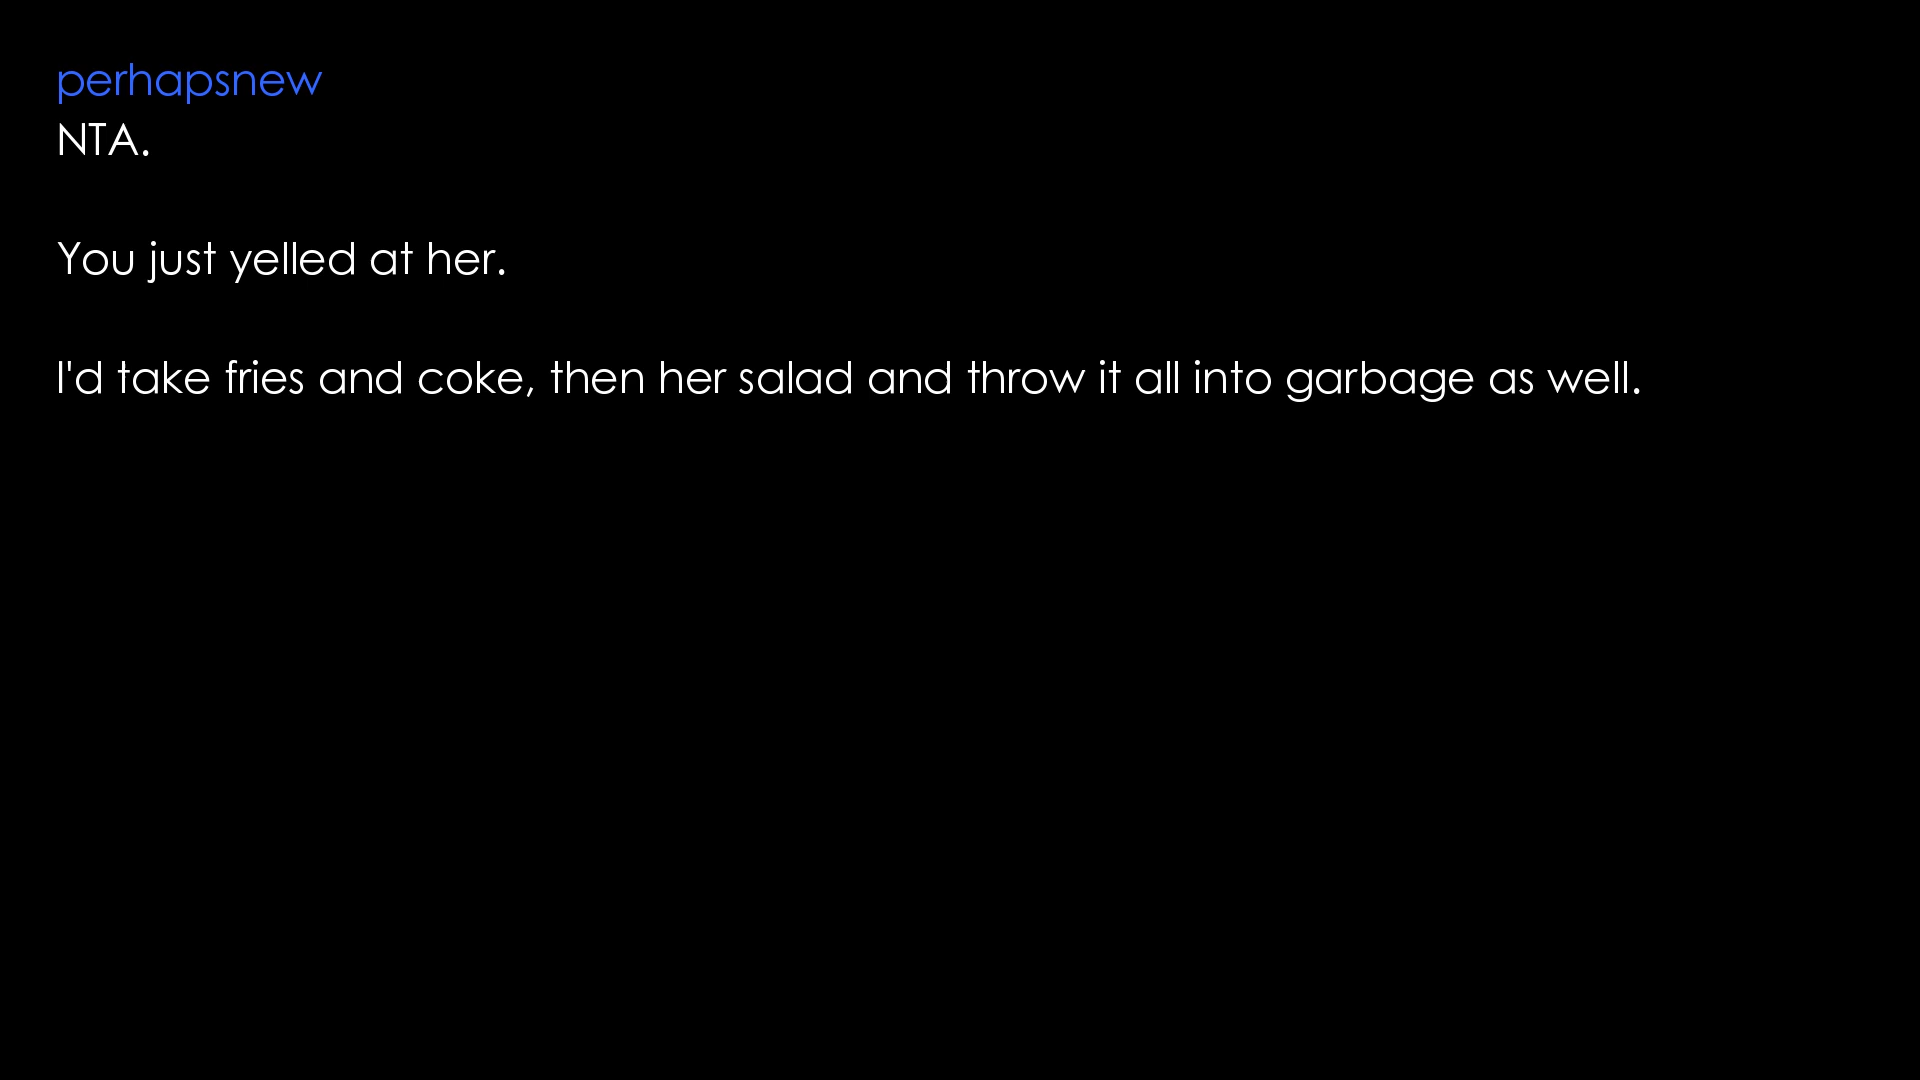 perhapsnew
NTA.
You just yelled at her.
I'd take fries and coke, then her salad and throw it all into garbage as well.